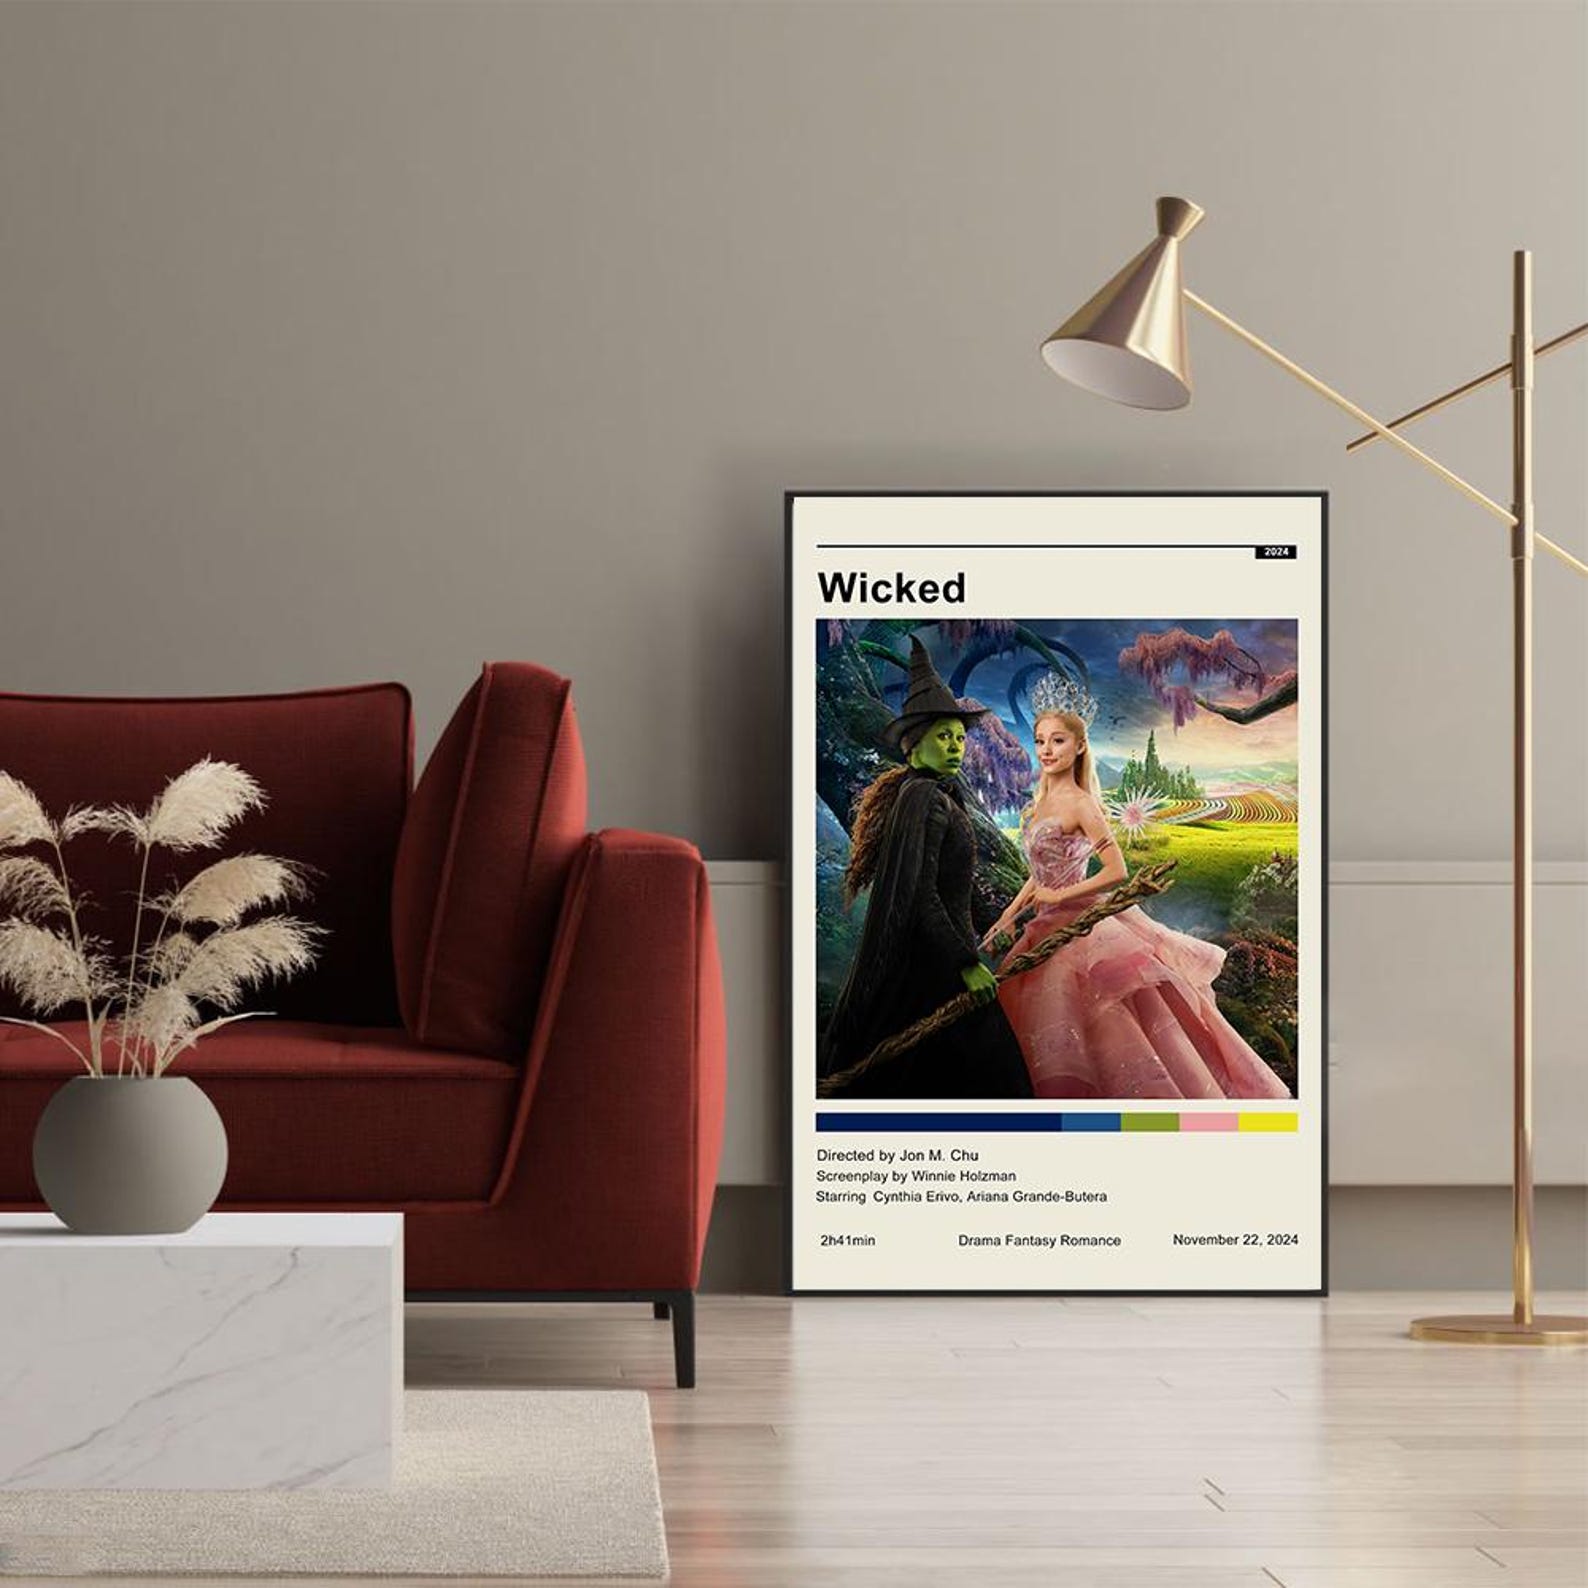 2024
Wicked
Directed by Jon M. Chu
Screenplay by Winnie Holzman
Starring Cynthia Erivo, Ariana Grande-Butera
2h41min Drama Fantasy Romance November 22, 2024